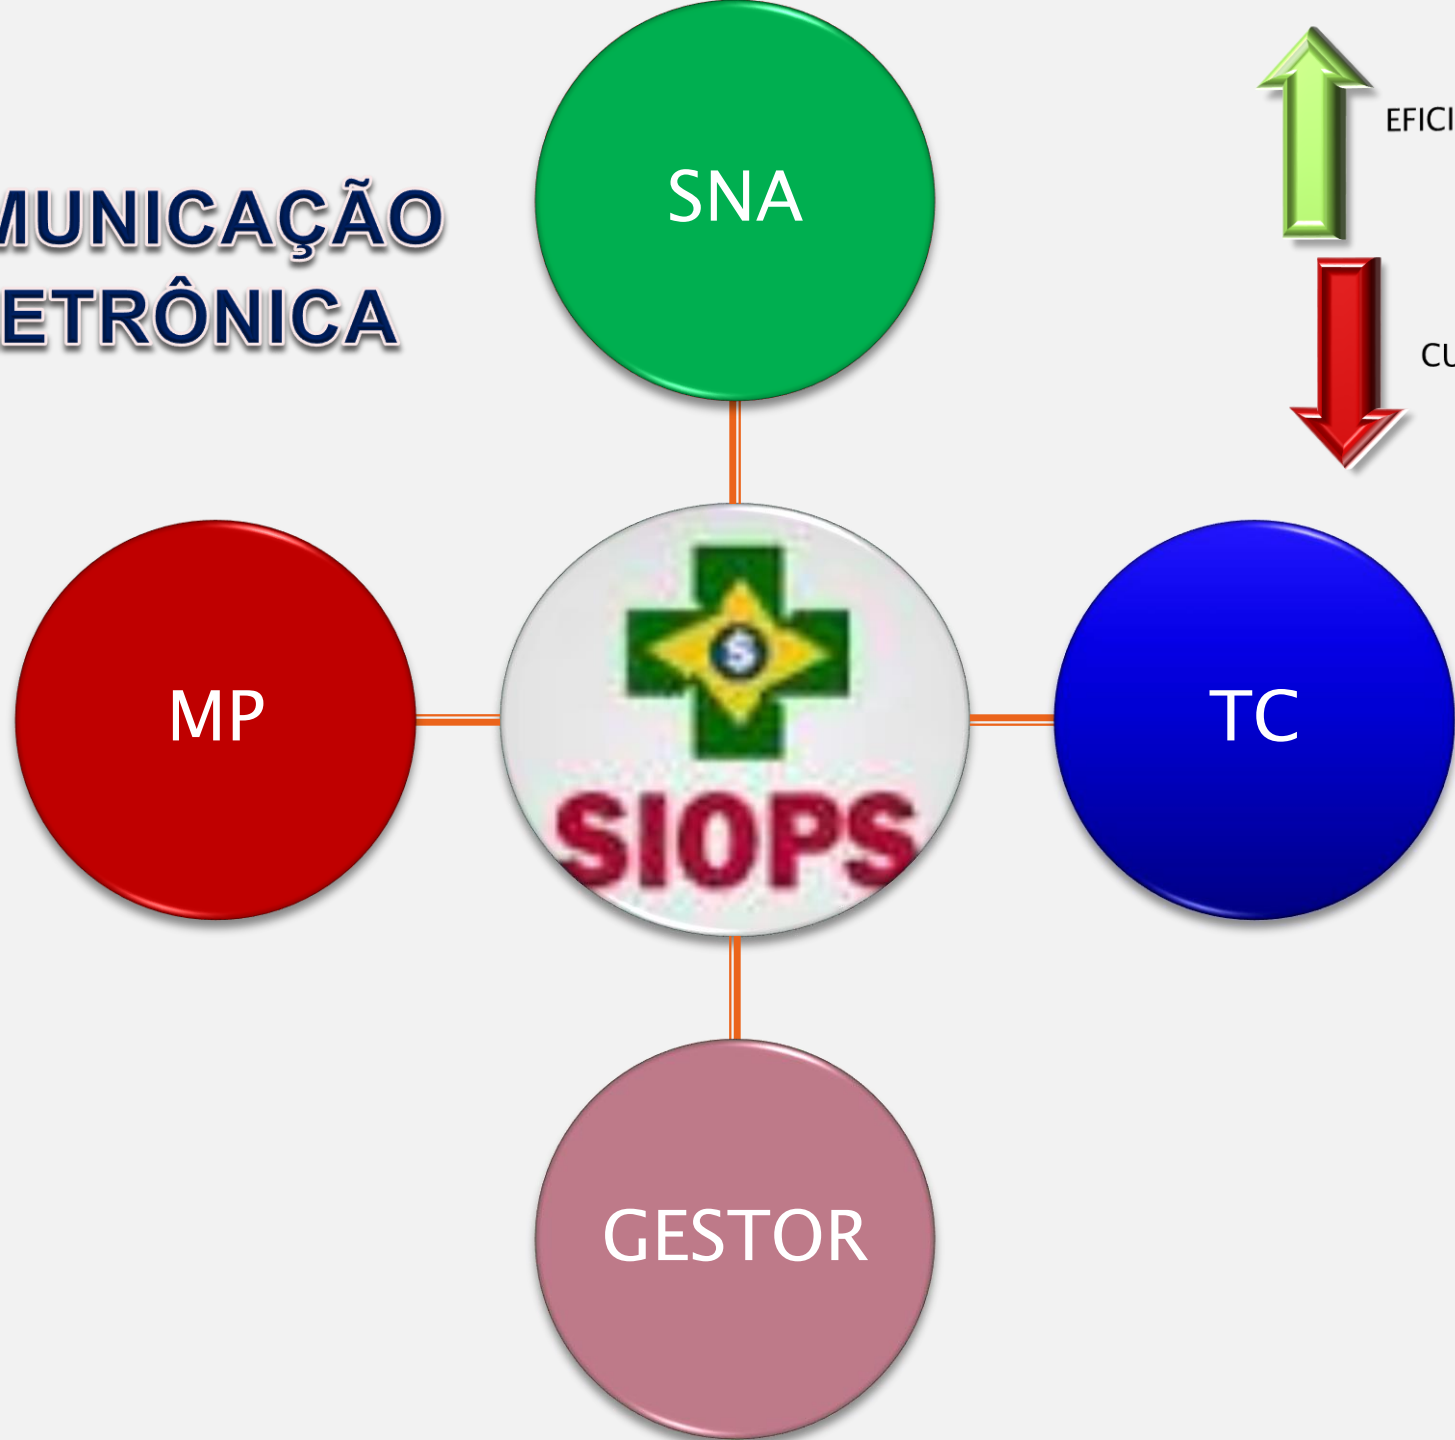 MUNICAÇÃO
ETRÔNICA
SNA
EFICI
CU
MP
$
SIOPS
TC
GESTOR